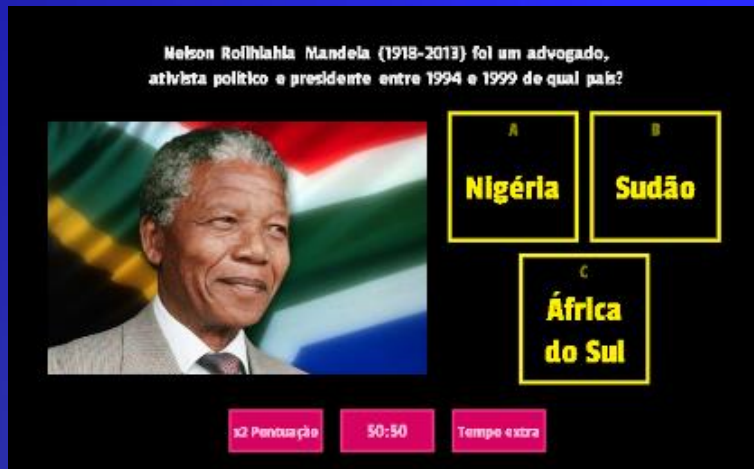 Nelson Rolihlahla Mandela (1918-2013) foi um advogado,
ativista político e presidente entre 1994 e 1999 de qual país?
A
Nigéria
B
Sudão
C
África
do Sul
x2 Pontuação
50:50
Tempo extra